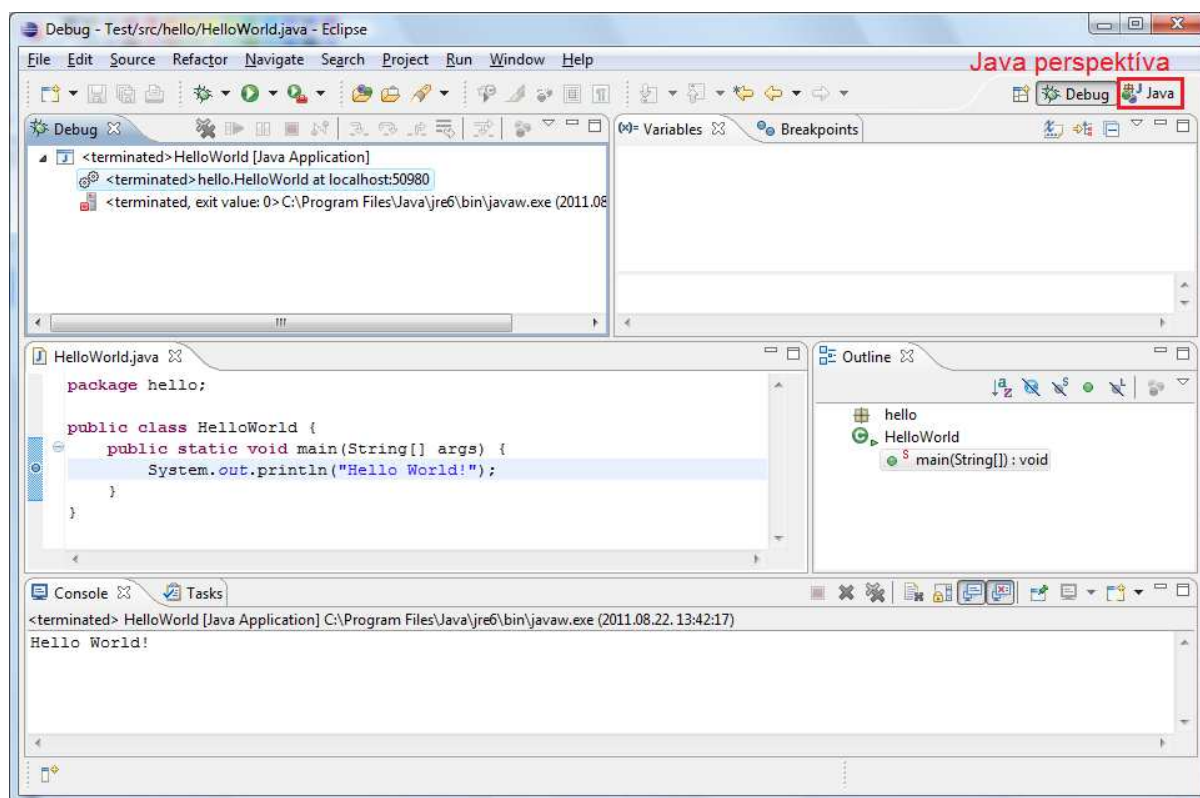 Debug - Test/src/hello/HelloWorld.java - Eclipse
File Edit Source Refactor Navigate Search Project Run Window Help
Java perspektíva
Debug Java
Debug
<terminated>HelloWorld [Java Application]
<terminated>hello.HelloWorld at localhost:50980
<terminated, exit value: 0>C:\Program Files\Java\jre6\bin\javaw.exe (2011.08
(x)= Variables Breakpoints
HelloWorld.java
package hello;
public class HelloWorld {
public static void main(String[] args) {
System.out.println("Hello World!");
}
}
Outline
hello
HelloWorld
S main(String[]) : void
Console Tasks
<terminated> HelloWorld [Java Application] C:\Program Files\Java\jre6\bin\javaw.exe (2011.08.22. 13:42:17)
Hello World!